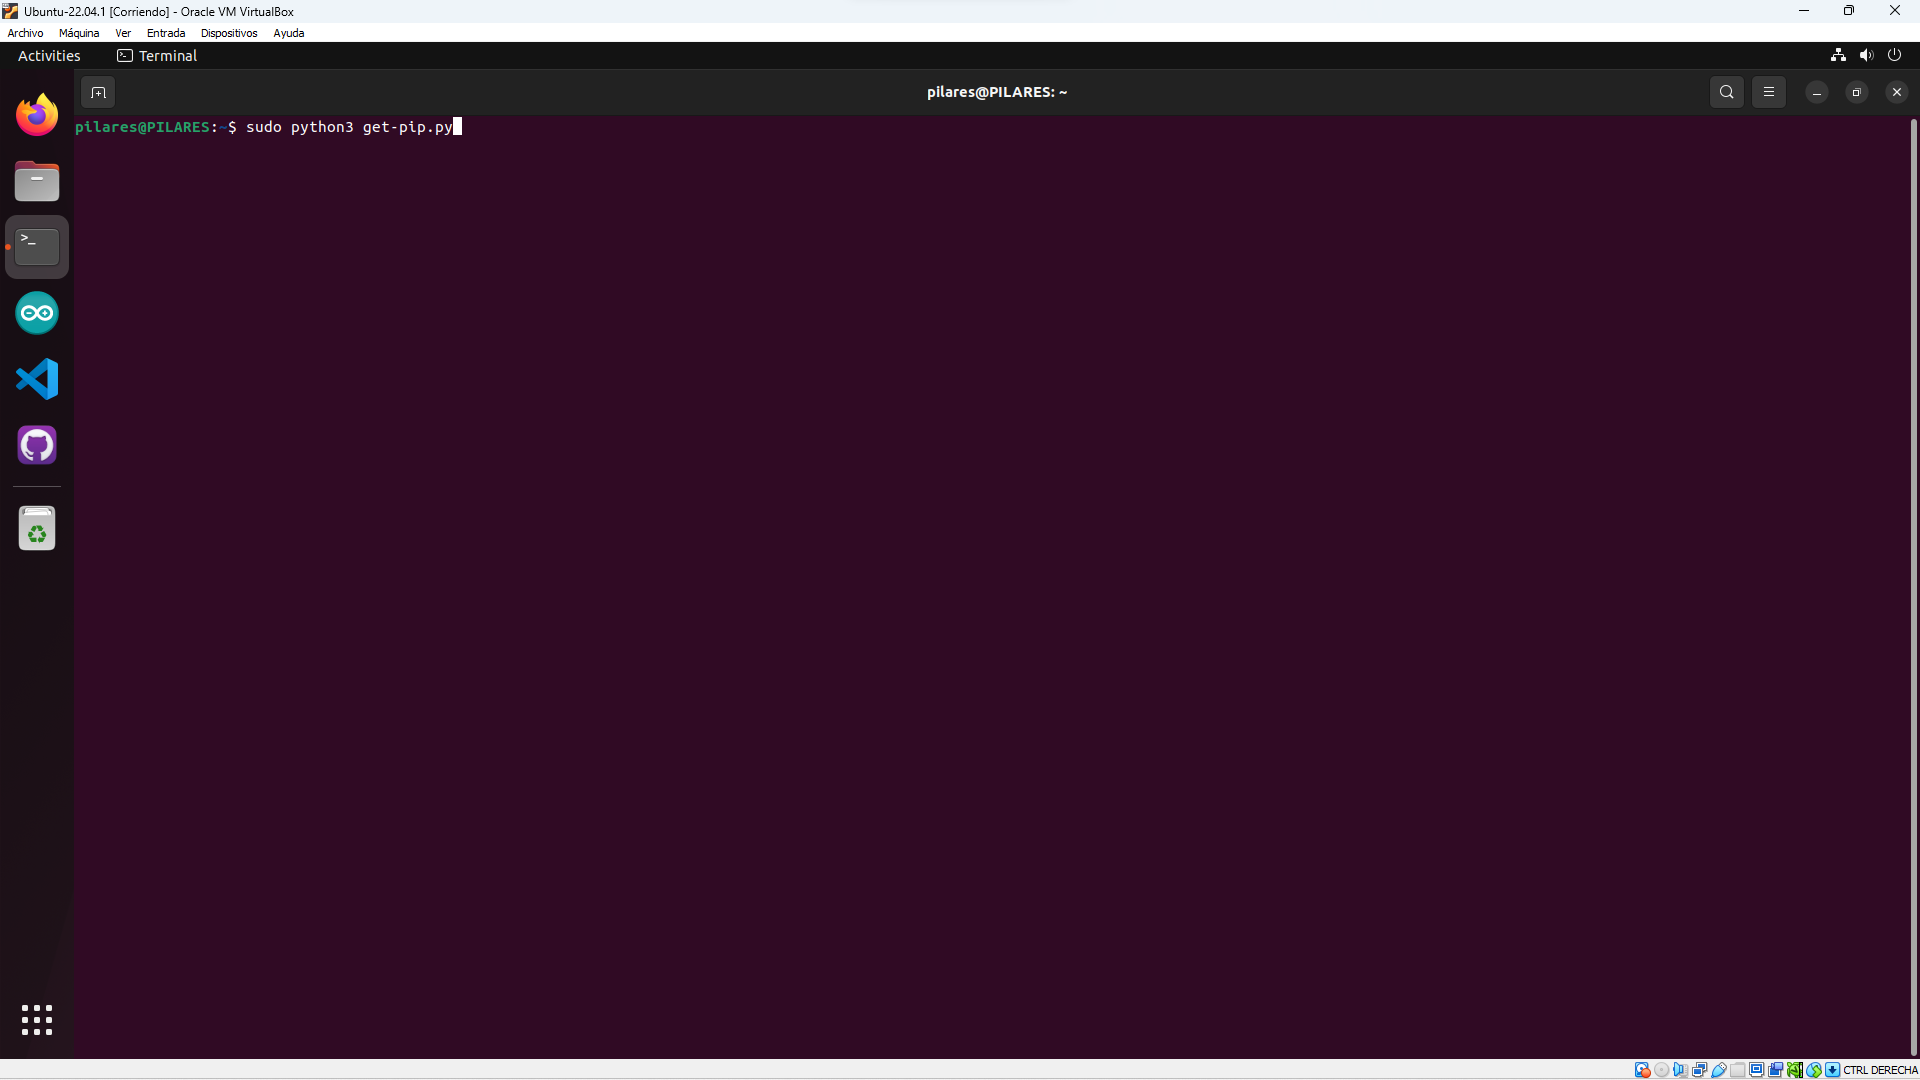 Ubuntu-22.04.1 [Corriendo] - Oracle VM VirtualBox
Archivo Máquina Ver Entrada Dispositivos Ayuda
Activities Terminal
pilares@PILARES: ~
pilares@PILARES:~$ sudo python3 get-pip.py
CTRL DERECHA